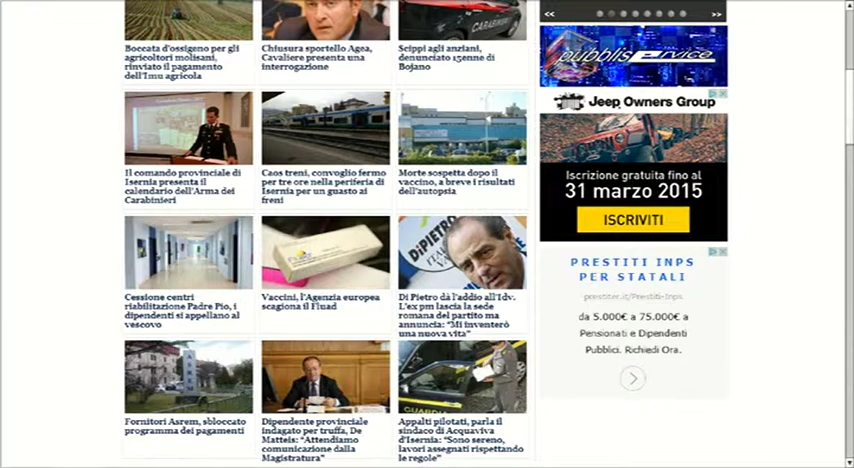 Boccata d'ossigeno per gli
agricoltori molisani,
rinviato il pagamento
dell'Imu agricola
Chiusura sportello Agea,
Cavaliere presenta una
interrogazione
Scippi agli anziani,
denunciato 15enne di
Bojano
CARABINIERI
Il comando provinciale di
Isernia presenta il
calendario dell'Arma dei
Carabinieri
Caos treni, convoglio fermo
per tre ore nella periferia di
Isernia per un guasto ai
freni
Morte sospetta dopo il
vaccino, a breve i risultati
dell'autopsia
Cessione centri
riabilitazione Padre Pio, i
dipendenti si appellano al
vescovo
Vaccini, l'Agenzia europea
scagiona il Fluad
DiPIETRO
Di Pietro dà l'addio all'Idv.
L'ex pm lascia la sede
romana del partito ma
annuncia: "Mi inventerò
una nuova vita"
Fornitori Asrem, sbloccato
programma dei pagamenti
Dipendente provinciale
indagato per truffa, De
Matteis: "Attendiamo
comunicazione dalla
Magistratura"
GUARDIA
Appalti pilotati, parla il
sindaco di Acquaviva
d'Isernia: "Sono sereno,
lavori assegnati rispettando
le regole"
<< >>
pubbliservice
Jeep Owners Group
Iscrizione gratuita fino al
31 marzo 2015
ISCRIVITI
PRESTITI INPS
PER STATALI
prestiter.it/Prestiti-Inps
da 5.000€ a 75.000€ a
Pensionati e Dipendenti
Pubblici. Richiedi Ora.